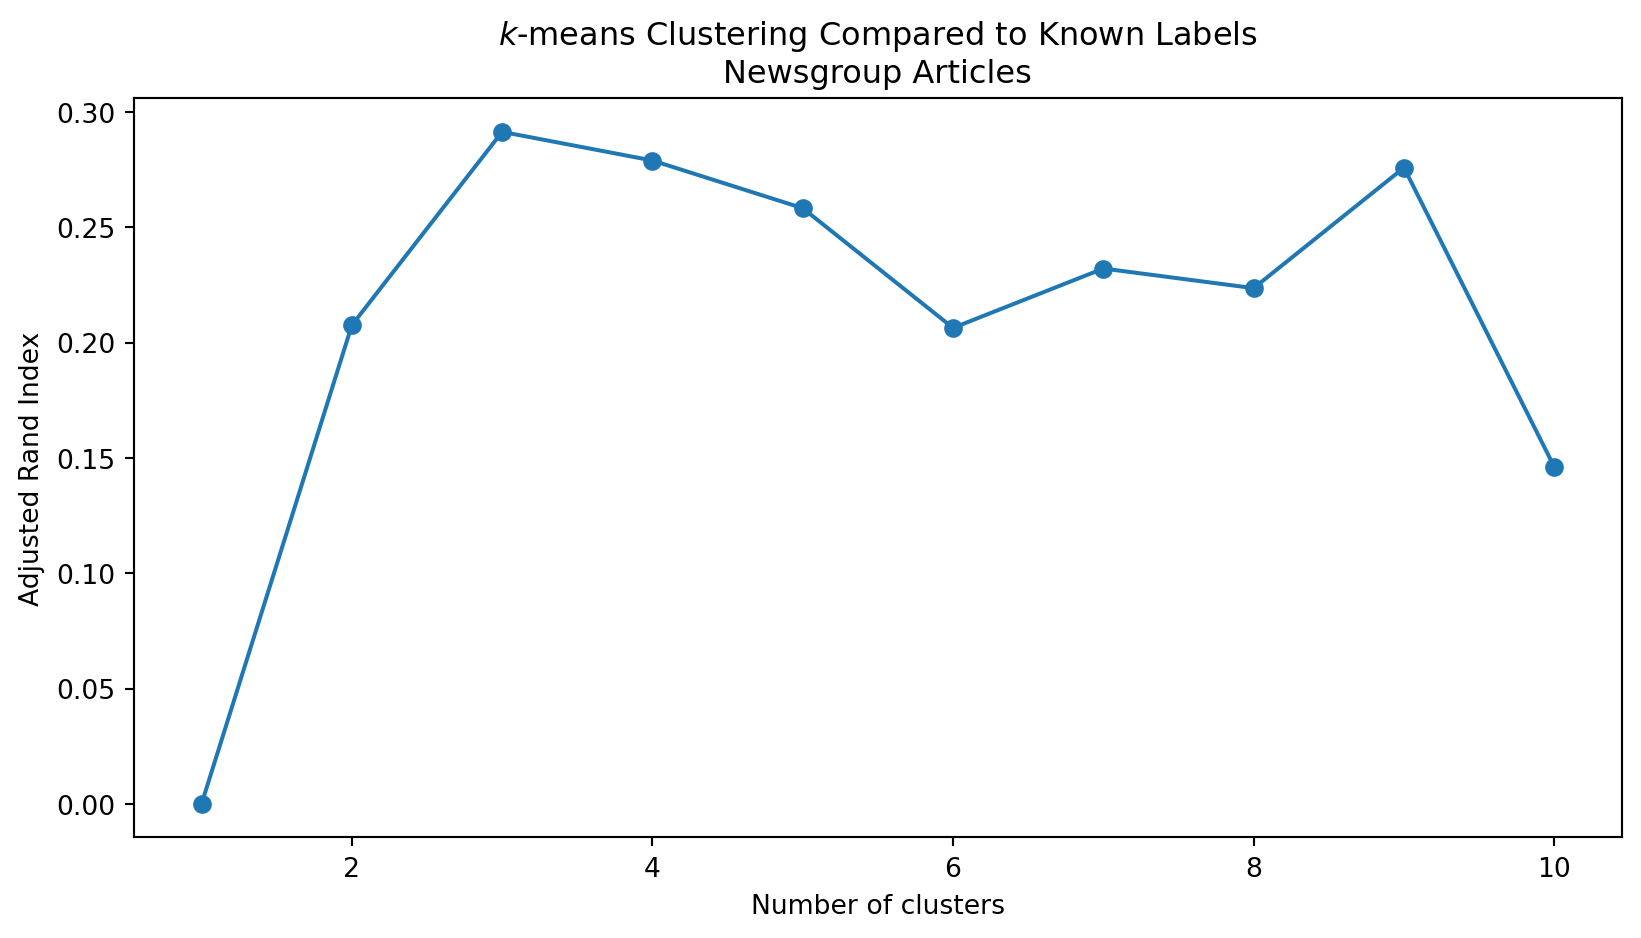 k-means Clustering Compared to Known Labels
Newsgroup Articles
0.30
0.25
0.20
0.15
0.10
0.05
0.00
Adjusted Rand Index
2 4 6 8 10
Number of clusters